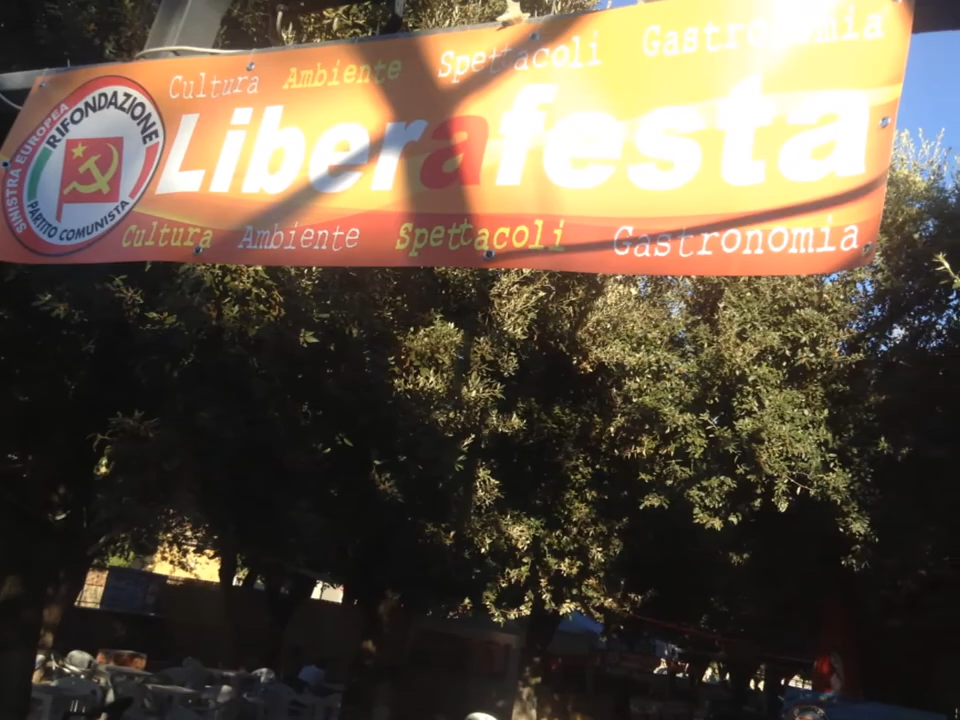 Cultura Ambiente Spettacoli Gastronomia
SINISTRA EUROPEA
RIFONDAZIONE
PARTITO COMUNISTA
Liberafesta
Cultura Ambiente Spettacoli Gastronomia